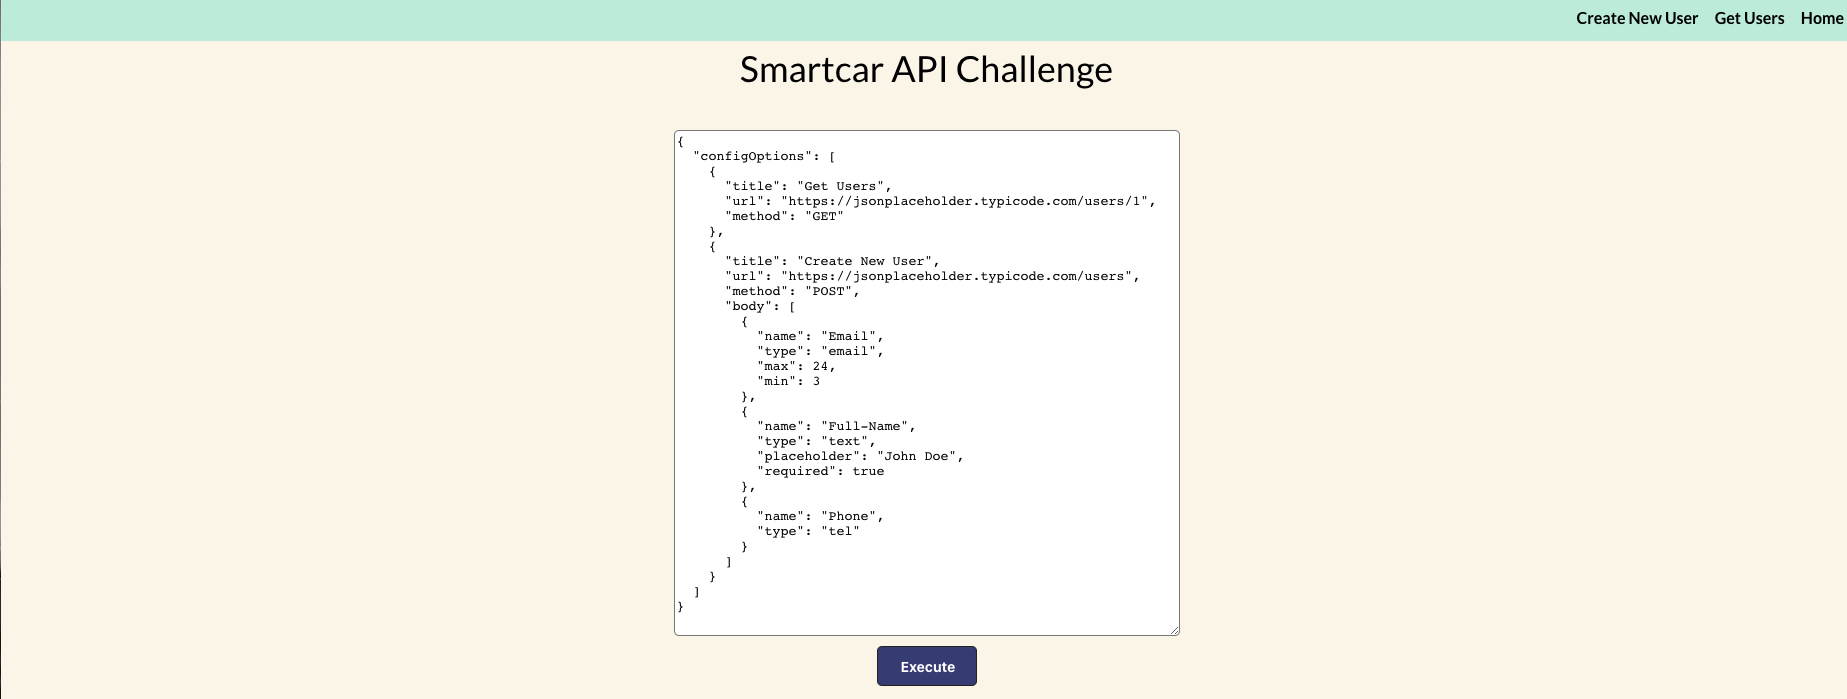 Create New User Get Users Home
Smartcar API Challenge
{
  "configOptions": [
    {
      "title": "Get Users",
      "url": "https://jsonplaceholder.typicode.com/users/1",
      "method": "GET"
    },
    {
      "title": "Create New User",
      "url": "https://jsonplaceholder.typicode.com/users",
      "method": "POST",
      "body": [
        {
          "name": "Email",
          "type": "email",
          "max": 24,
          "min": 3
        },
        {
          "name": "Full-Name",
          "type": "text",
          "placeholder": "John Doe",
          "required": true
        },
        {
          "name": "Phone",
          "type": "tel"
        }
      ]
    }
  ]
}
Execute